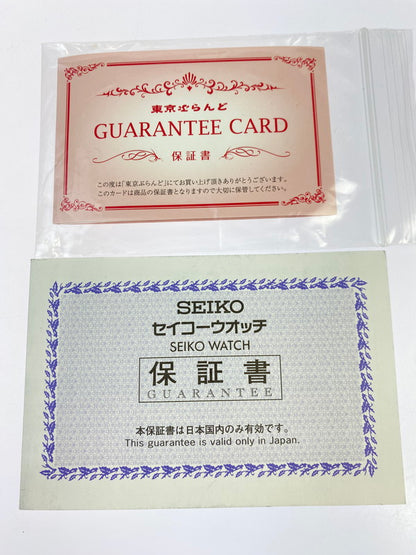 東京ぶらんど
GUARANTEE CARD
保証書
この度は「東京ぶらんど」にてお買い上げ頂きありがとうございます。
このカードは商品の保証書となりますので大切に保管してください。
SEIKO
セイコーウオッチ
SEIKO WATCH
保証書
GUARANTEE
本保証書は日本国内のみ有効です。
This guarantee is valid only in Japan.